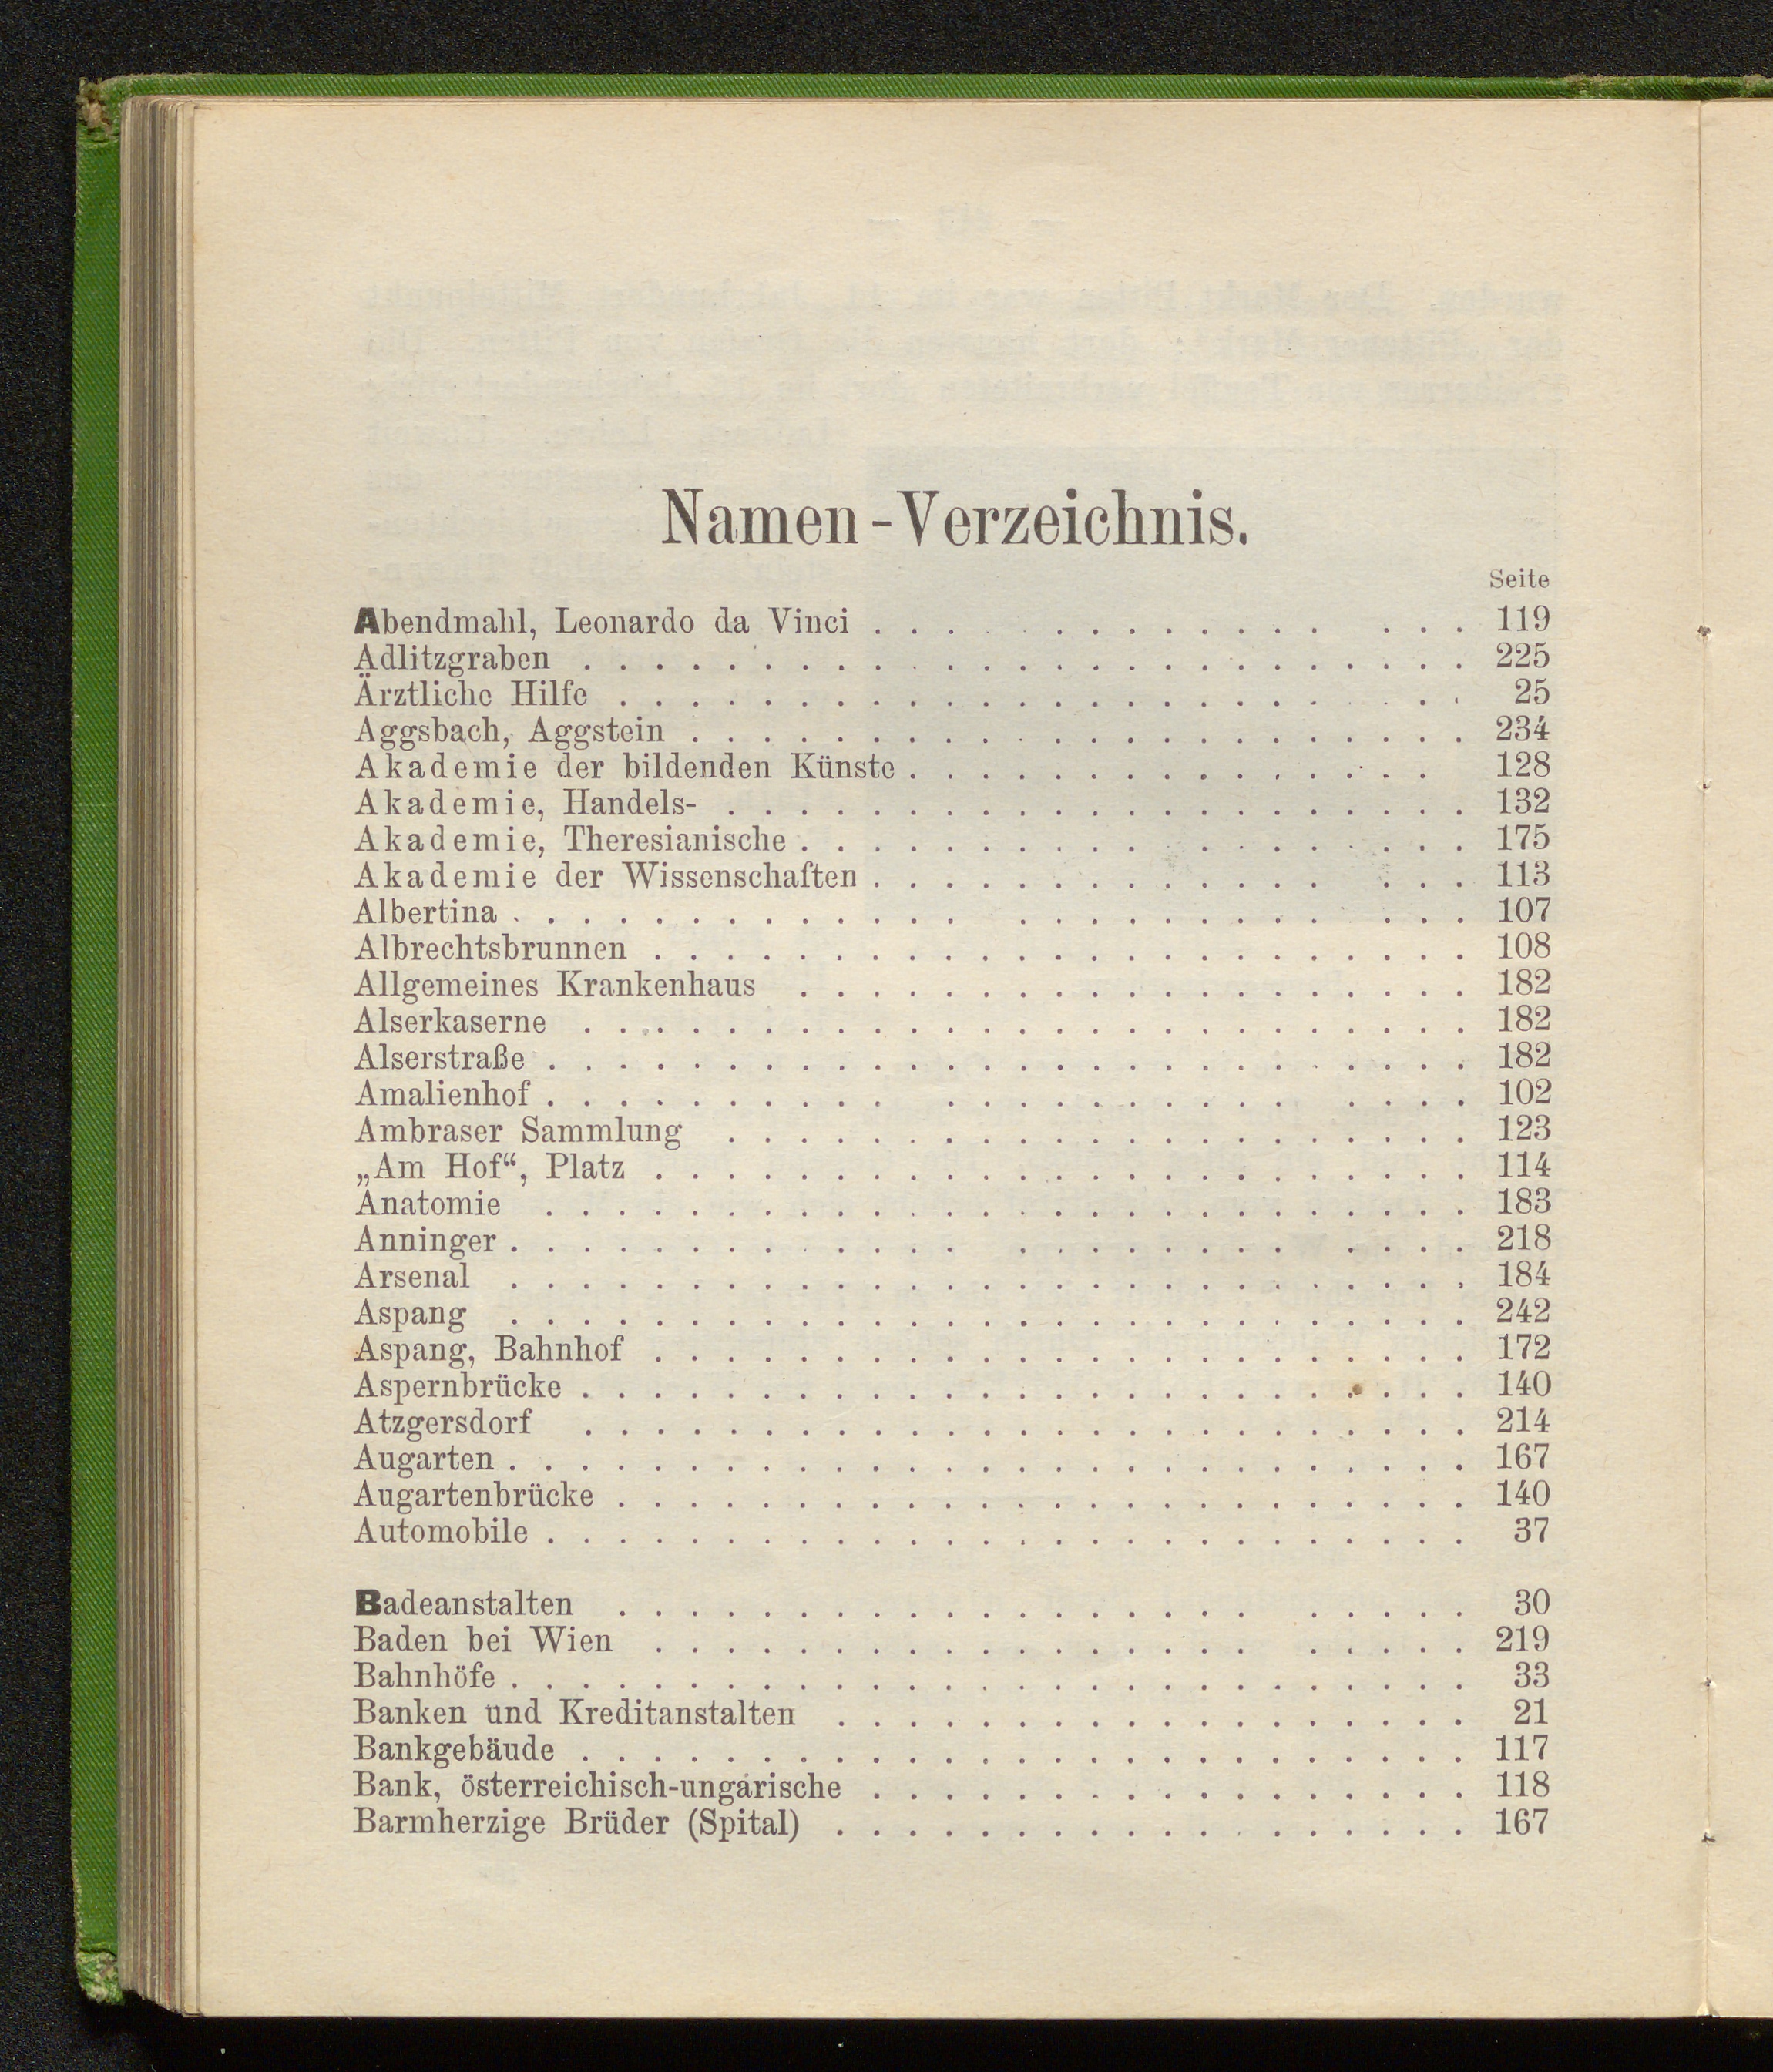 Namen-Verzeichnis.
Seite
Abendmahl, Leonardo da Vinci . . . . . . . . . . . . . . 119
Adlitzgraben . . . . . . . . . . . . . . . . . . . . . . . . . 225
Ärztliche Hilfe . . . . . . . . . . . . . . . . . . . . . . . . 25
Aggsbach, Aggstein . . . . . . . . . . . . . . . . . . . . . . 234
Akademie der bildenden Künste . . . . . . . . . . . . . . . 128
Akademie, Handels- . . . . . . . . . . . . . . . . . . . . . 132
Akademie, Theresianische . . . . . . . . . . . . . . . . . . 175
Akademie der Wissenschaften . . . . . . . . . . . . . . . . 113
Albertina . . . . . . . . . . . . . . . . . . . . . . . . . 107
Albrechtsbrunnen . . . . . . . . . . . . . . . . . . . . . . . 108
Allgemeines Krankenhaus . . . . . . . . . . . . . . . . . . . 182
Alserkaserne . . . . . . . . . . . . . . . . . . . . . . . . . 182
Alserstraße . . . . . . . . . . . . . . . . . . . . . . . . . . 182
Amalienhof . . . . . . . . . . . . . . . . . . . . . . . . 102
Ambraser Sammlung . . . . . . . . . . . . . . . . . . . . . 123
„Am Hof“, Platz . . . . . . . . . . . . . . . . . . . . . . . 114
Anatomie . . . . . . . . . . . . . . . . . . . . . . . . . . 183
Anninger . . . . . . . . . . . . . . . . . . . . . . . . . 218
Arsenal . . . . . . . . . . . . . . . . . . . . . . . . . . . 184
Aspang . . . . . . . . . . . . . . . . . . . . . . . . . . . 242
Aspang, Bahnhof . . . . . . . . . . . . . . . . . . . . . . . 172
Aspernbrücke . . . . . . . . . . . . . . . . . . . . . . . . . 140
Atzgersdorf . . . . . . . . . . . . . . . . . . . . . . . . . 214
Augarten . . . . . . . . . . . . . . . . . . . . . . . . . . . 167
Augartenbrücke . . . . . . . . . . . . . . . . . . . . . . . . 140
Automobile . . . . . . . . . . . . . . . . . . . . . . . . . . 37
Badeanstalten . . . . . . . . . . . . . . . . . . . . . . . 30
Baden bei Wien . . . . . . . . . . . . . . . . . . . . . . 219
Bahnhöfe . . . . . . . . . . . . . . . . . . . . . . . . . . . 33
Banken und Kreditanstalten . . . . . . . . . . . . . . . . . . 21
Bankgebäude . . . . . . . . . . . . . . . . . . . . . . . . . 117
Bank, österreichisch-ungarische . . . . . . . . . . . . . . . . . 118
Barmherzige Brüder (Spital) . . . . . . . . . . . . . . . . . . 167